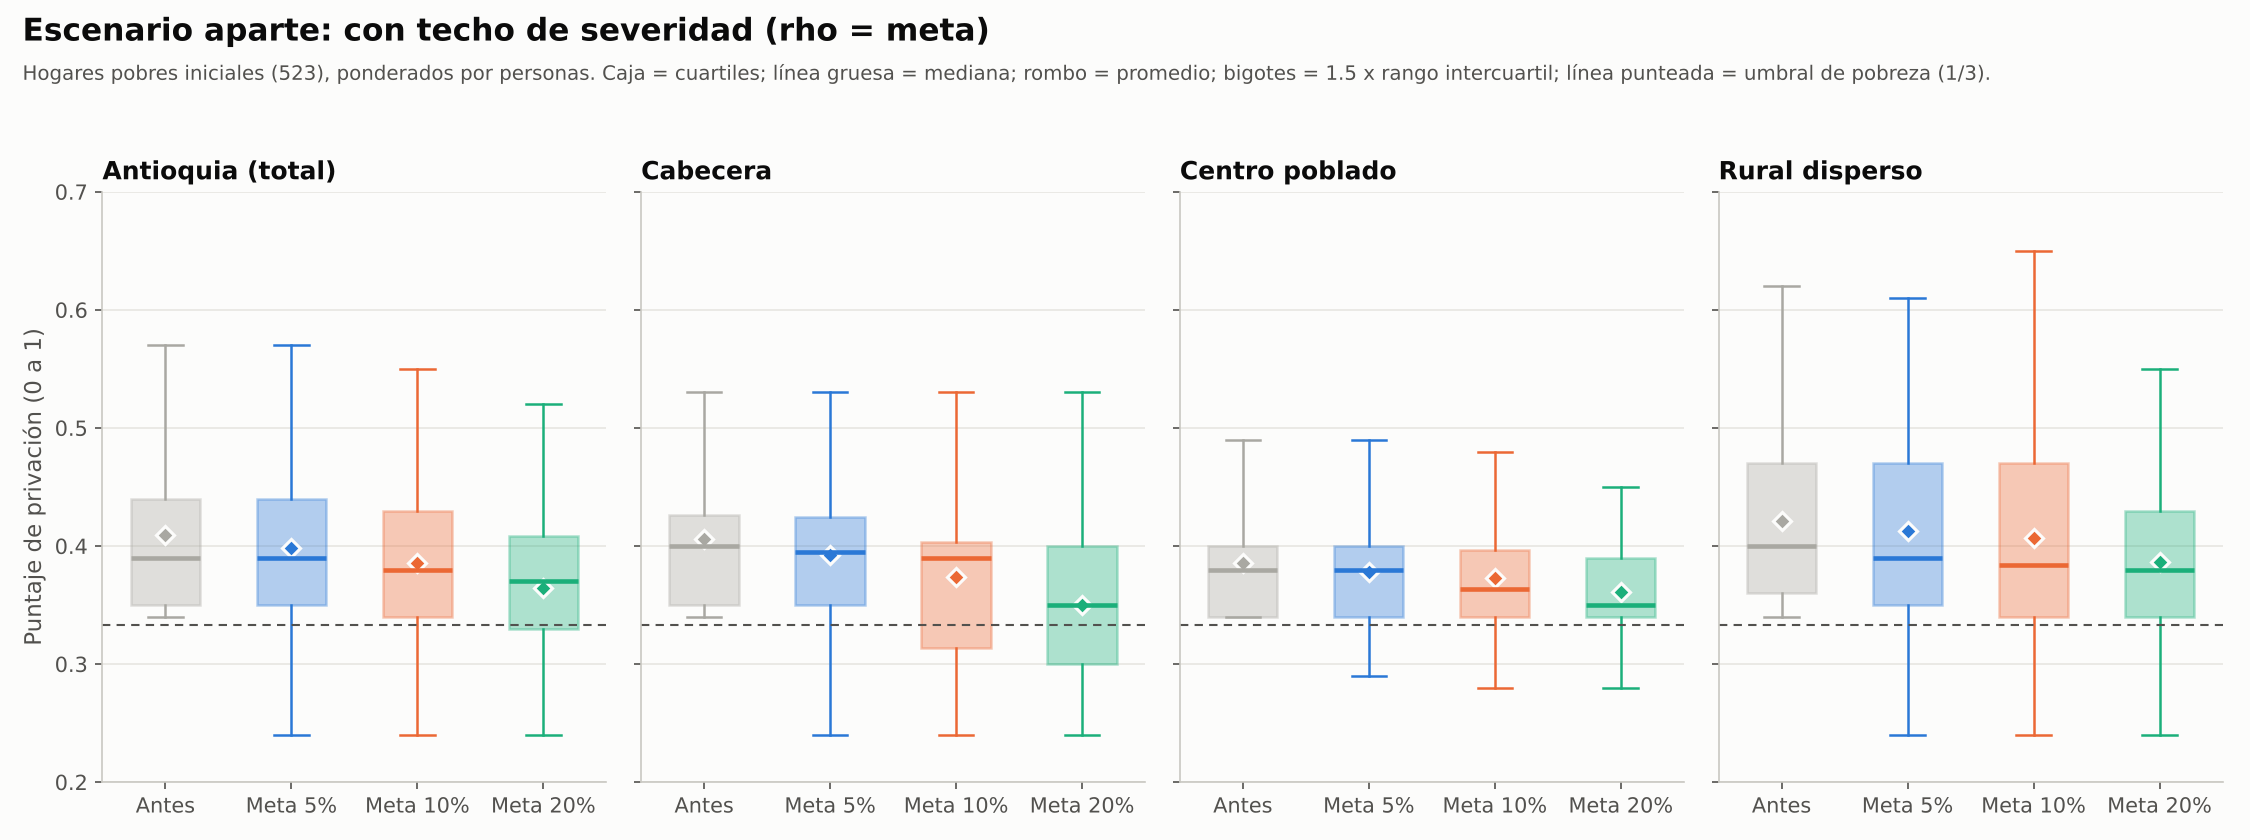 Escenario aparte: con techo de severidad (rho = meta)
Hogares pobres iniciales (523), ponderados por personas. Caja = cuartiles; línea gruesa = mediana; rombo = promedio; bigotes = 1.5 x rango intercuartil; línea punteada = umbral de pobreza (1/3).
Antioquia (total)
Cabecera
Centro poblado
Rural disperso
Puntaje de privación (0 a 1)
0.7
0.6
0.5
0.4
0.3
0.2
Antes Meta 5% Meta 10% Meta 20%
Antes Meta 5% Meta 10% Meta 20%
Antes Meta 5% Meta 10% Meta 20%
Antes Meta 5% Meta 10% Meta 20%